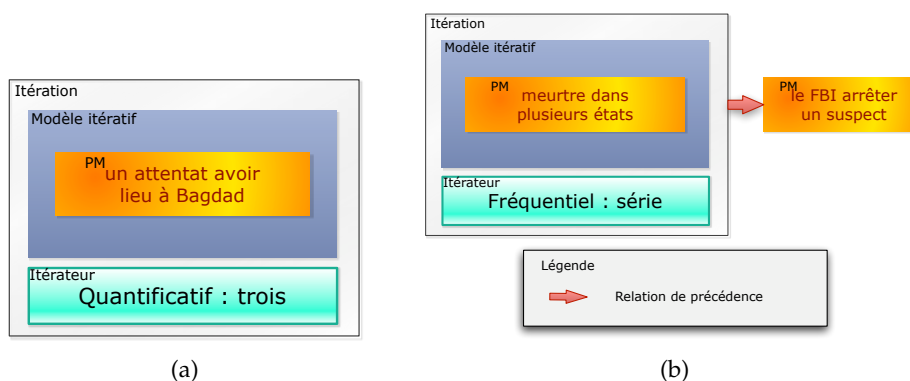 Itération
Modèle itératif
PM
un attentat avoir
lieu à Bagdad
Itérateur
Quantificatif : trois
(a)
Itération
Modèle itératif
PM
meurtre dans
plusieurs états
Itérateur
Fréquentiel : série
PM
le FBI arrêter
un suspect
Légende
Relation de précédence
(b)